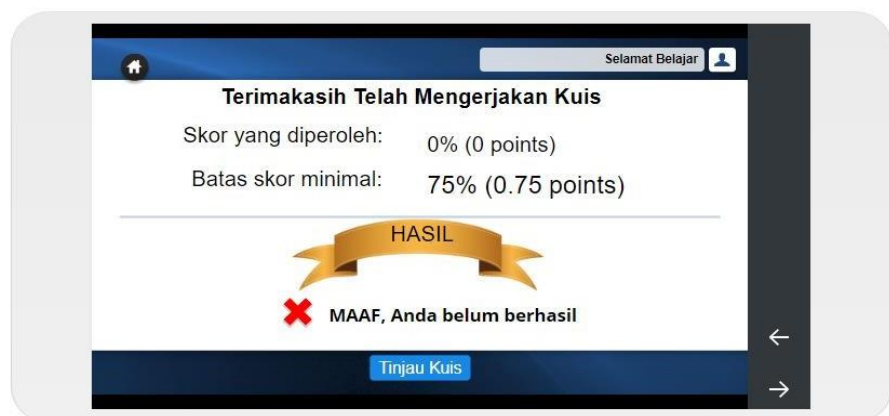 Selamat Belajar
Terimakasih Telah Mengerjakan Kuis
Skor yang diperoleh: 0% (0 points)
Batas skor minimal: 75% (0.75 points)
HASIL
MAAF, Anda belum berhasil
Tinjau Kuis